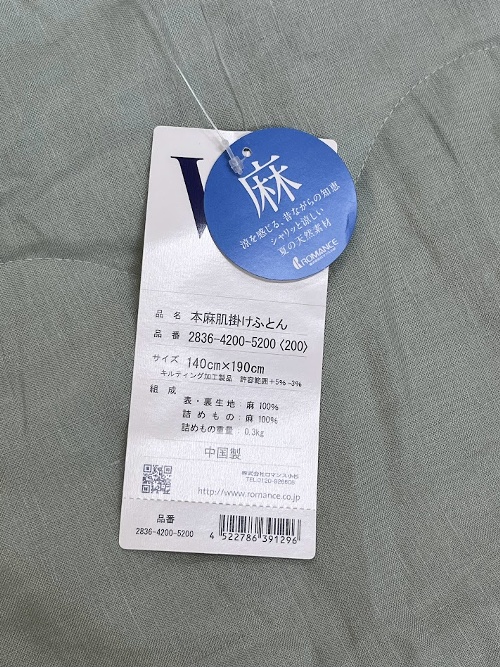 麻
涼を感じる、昔ながらの知恵
シャリッと涼しい
夏の天然素材
ROMANCE
品名 本麻肌掛けふとん
品番 2836-4200-5200〈200〉
サイズ 140cm×190cm
キルティング加工製品 許容範囲+5%-3%
組成
表・裏生地:麻 100%
詰めもの:麻 100%
詰めもの重量:0.3kg
中国製
株式会社ロマンス小杉
http://www.romance.co.jp
品番
2836-4200-5200
4 522786 391296